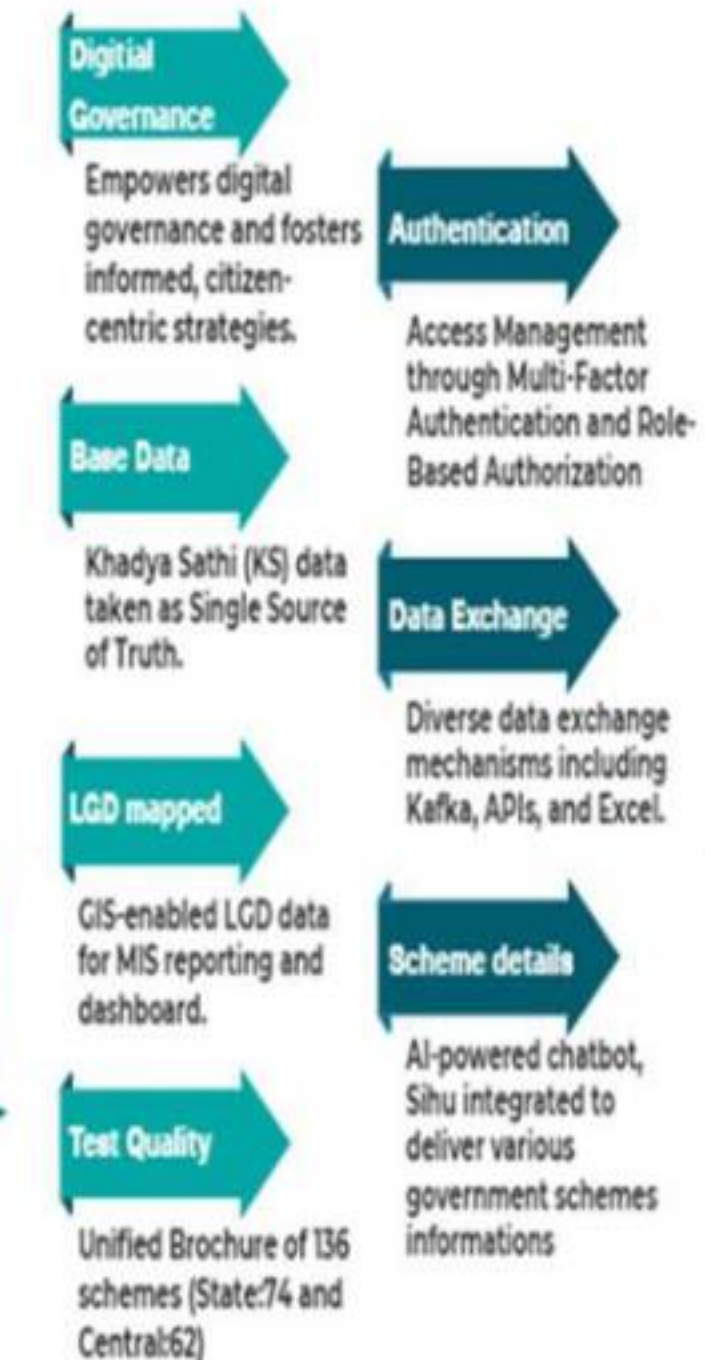 Digitial
Governance
Empowers digital
governance and fosters
informed, citizen-
centric strategies.
Base Data
Khadya Sathi (KS) data
taken as Single Source
of Truth.
LGD mapped
GIS-enabled LGD data
for MIS reporting and
dashboard.
Test Quality
Unified Brochure of 136
schemes (State:74 and
Central:62)
Authentication
Access Management
through Multi-Factor
Authentication and Role-
Based Authorization
Data Exchange
Diverse data exchange
mechanisms including
Kafka, APIs, and Excel.
Scheme details
AI-powered chatbot,
Sihu integrated to
deliver various
government schemes
informations